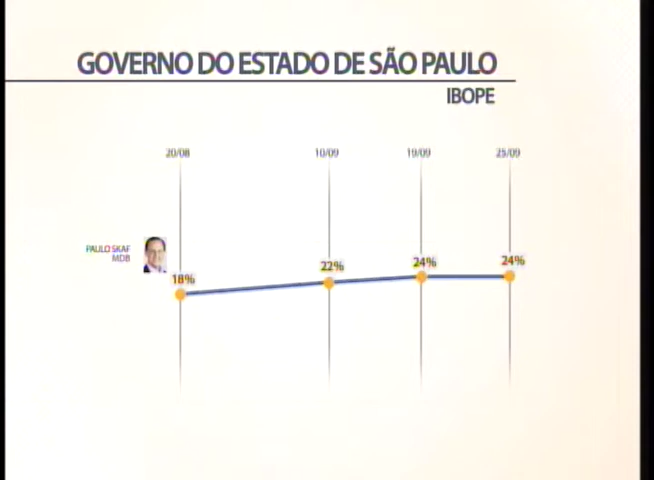 GOVERNO DO ESTADO DE SÃO PAULO
IBOPE
20/08 10/09 19/09 25/09
PAULO SKAF
MDB
18% 22% 24% 24%